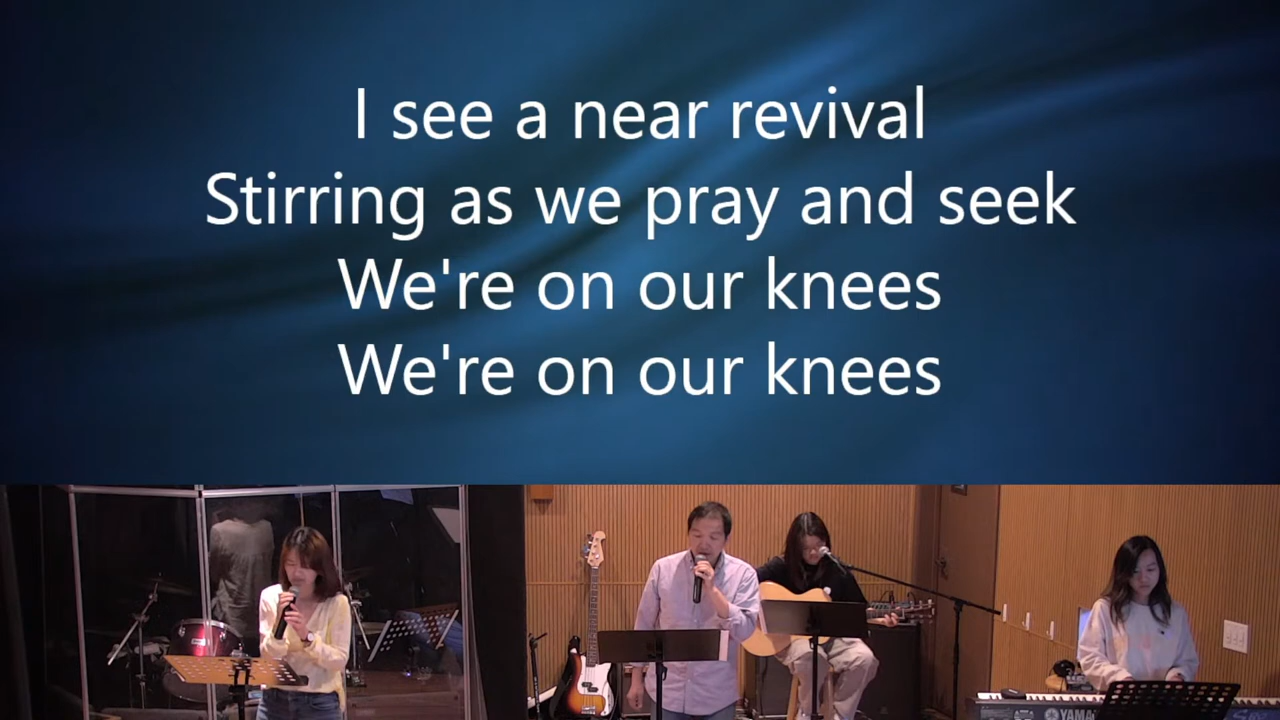 I see a near revival
Stirring as we pray and seek
We're on our knees
We're on our knees
YAMA